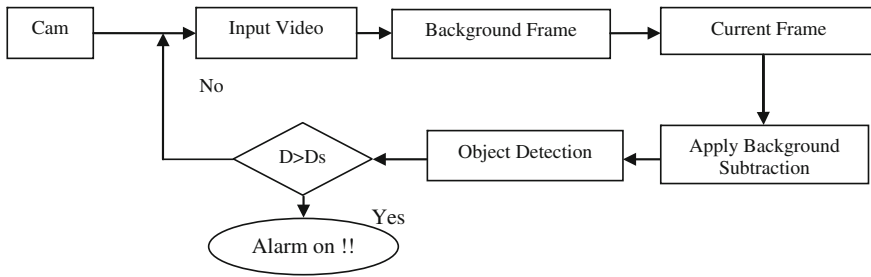 Cam
Input Video
Background Frame
Current Frame
No
D>Ds
Object Detection
Apply Background
Subtraction
Yes
Alarm on !!